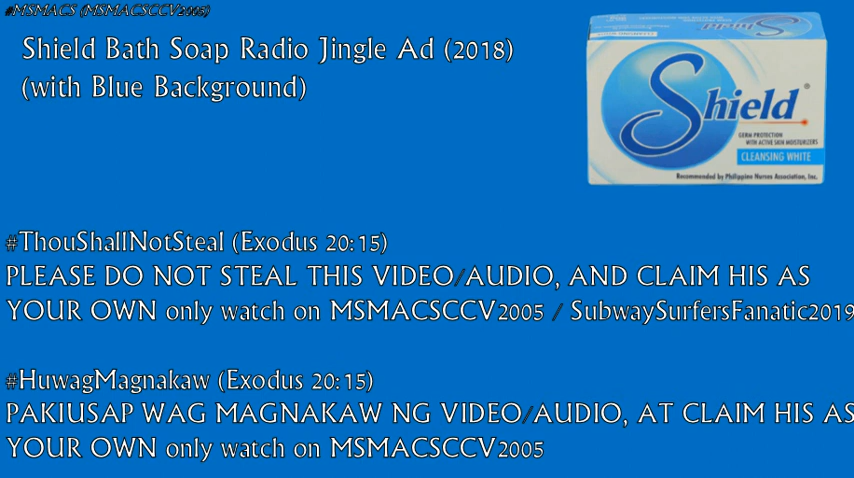 #MSMACS (MSMACSCCV2005)
Shield Bath Soap Radio Jingle Ad (2018)
(with Blue Background)
Shield
Shield®
GERM PROTECTION
WITH ACTIVE SKIN MOISTURIZERS
CLEANSING WHITE
Recommended by Philippine Nurses Association, Inc.
#ThouShallNotSteal (Exodus 20:15)
PLEASE DO NOT STEAL THIS VIDEO/AUDIO, AND CLAIM HIS AS
YOUR OWN only watch on MSMACSCCV2005 / SubwaySurfersFanatic2019
#HuwagMagnakaw (Exodus 20:15)
PAKIUSAP WAG MAGNAKAW NG VIDEO/AUDIO, AT CLAIM HIS AS
YOUR OWN only watch on MSMACSCCV2005